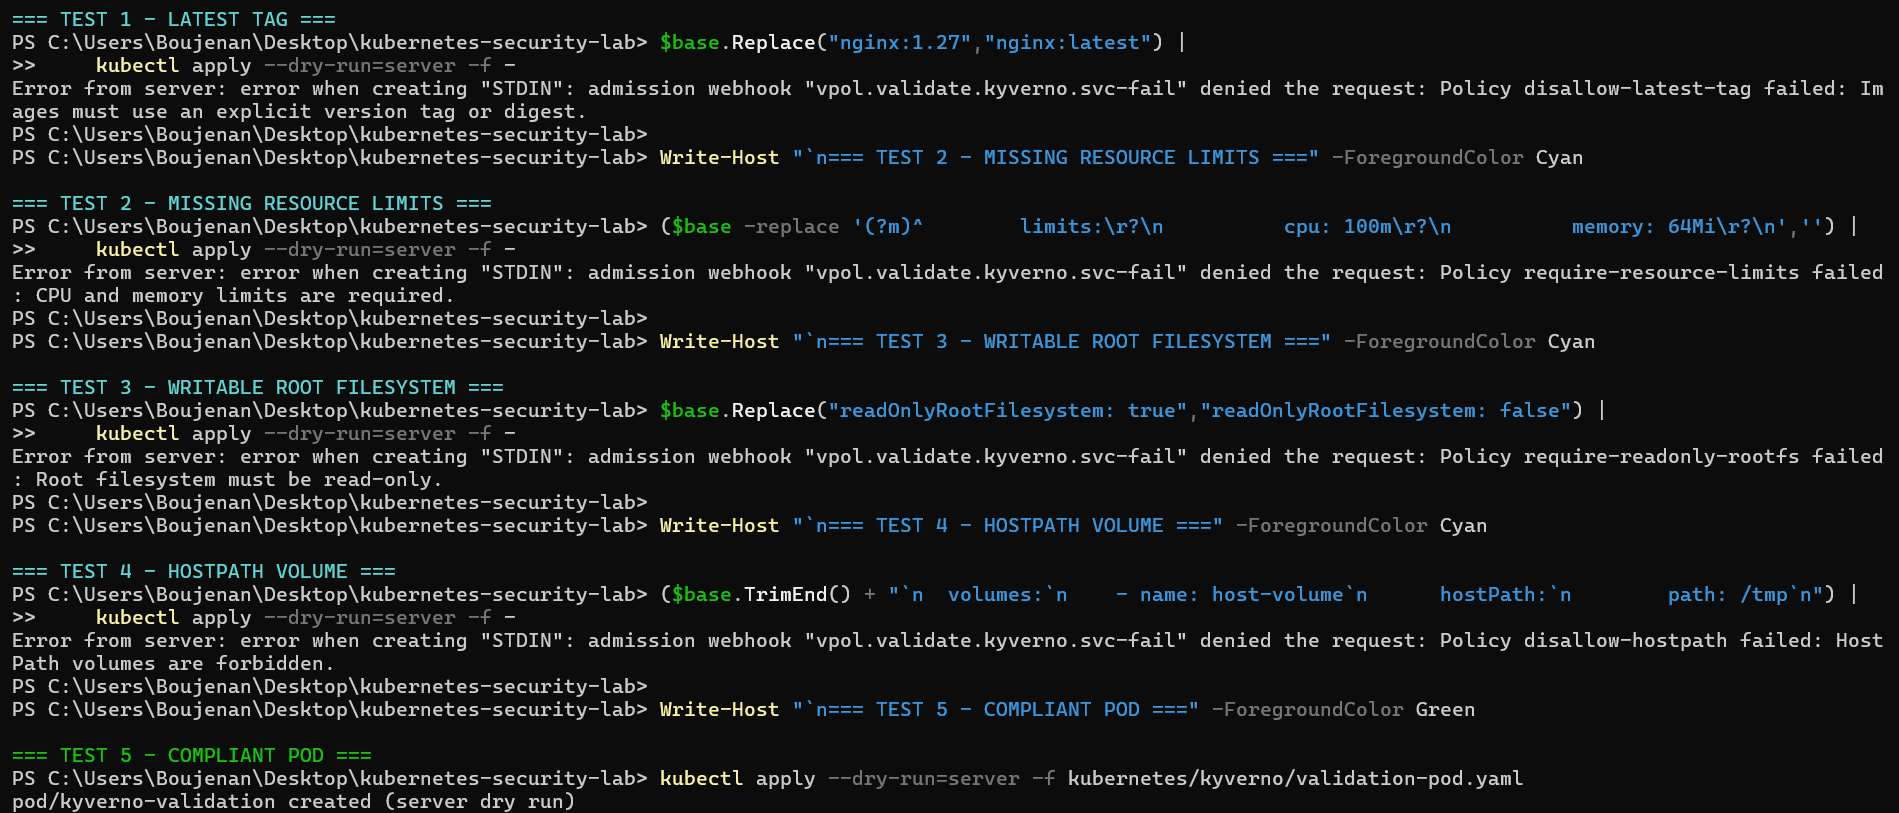 === TEST 1 - LATEST TAG ===
PS C:\Users\Boujenan\Desktop\kubernetes-security-lab> $base.Replace("nginx:1.27","nginx:latest") |
>>     kubectl apply --dry-run=server -f -
Error from server: error when creating "STDIN": admission webhook "vpol.validate.kyverno.svc-fail" denied the request: Policy disallow-latest-tag failed: Im
ages must use an explicit version tag or digest.
PS C:\Users\Boujenan\Desktop\kubernetes-security-lab>
PS C:\Users\Boujenan\Desktop\kubernetes-security-lab> Write-Host "`n=== TEST 2 - MISSING RESOURCE LIMITS ===" -ForegroundColor Cyan

=== TEST 2 - MISSING RESOURCE LIMITS ===
PS C:\Users\Boujenan\Desktop\kubernetes-security-lab> ($base -replace '(?m)^        limits:\r?\n          cpu: 100m\r?\n          memory: 64Mi\r?\n','') |
>>     kubectl apply --dry-run=server -f -
Error from server: error when creating "STDIN": admission webhook "vpol.validate.kyverno.svc-fail" denied the request: Policy require-resource-limits failed
: CPU and memory limits are required.
PS C:\Users\Boujenan\Desktop\kubernetes-security-lab>
PS C:\Users\Boujenan\Desktop\kubernetes-security-lab> Write-Host "`n=== TEST 3 - WRITABLE ROOT FILESYSTEM ===" -ForegroundColor Cyan

=== TEST 3 - WRITABLE ROOT FILESYSTEM ===
PS C:\Users\Boujenan\Desktop\kubernetes-security-lab> $base.Replace("readOnlyRootFilesystem: true","readOnlyRootFilesystem: false") |
>>     kubectl apply --dry-run=server -f -
Error from server: error when creating "STDIN": admission webhook "vpol.validate.kyverno.svc-fail" denied the request: Policy require-readonly-rootfs failed
: Root filesystem must be read-only.
PS C:\Users\Boujenan\Desktop\kubernetes-security-lab>
PS C:\Users\Boujenan\Desktop\kubernetes-security-lab> Write-Host "`n=== TEST 4 - HOSTPATH VOLUME ===" -ForegroundColor Cyan

=== TEST 4 - HOSTPATH VOLUME ===
PS C:\Users\Boujenan\Desktop\kubernetes-security-lab> ($base.TrimEnd() + "`n  volumes:`n    - name: host-volume`n      hostPath:`n        path: /tmp`n") |
>>     kubectl apply --dry-run=server -f -
Error from server: error when creating "STDIN": admission webhook "vpol.validate.kyverno.svc-fail" denied the request: Policy disallow-hostpath failed: Host
Path volumes are forbidden.
PS C:\Users\Boujenan\Desktop\kubernetes-security-lab>
PS C:\Users\Boujenan\Desktop\kubernetes-security-lab> Write-Host "`n=== TEST 5 - COMPLIANT POD ===" -ForegroundColor Green

=== TEST 5 - COMPLIANT POD ===
PS C:\Users\Boujenan\Desktop\kubernetes-security-lab> kubectl apply --dry-run=server -f kubernetes/kyverno/validation-pod.yaml
pod/kyverno-validation created (server dry run)